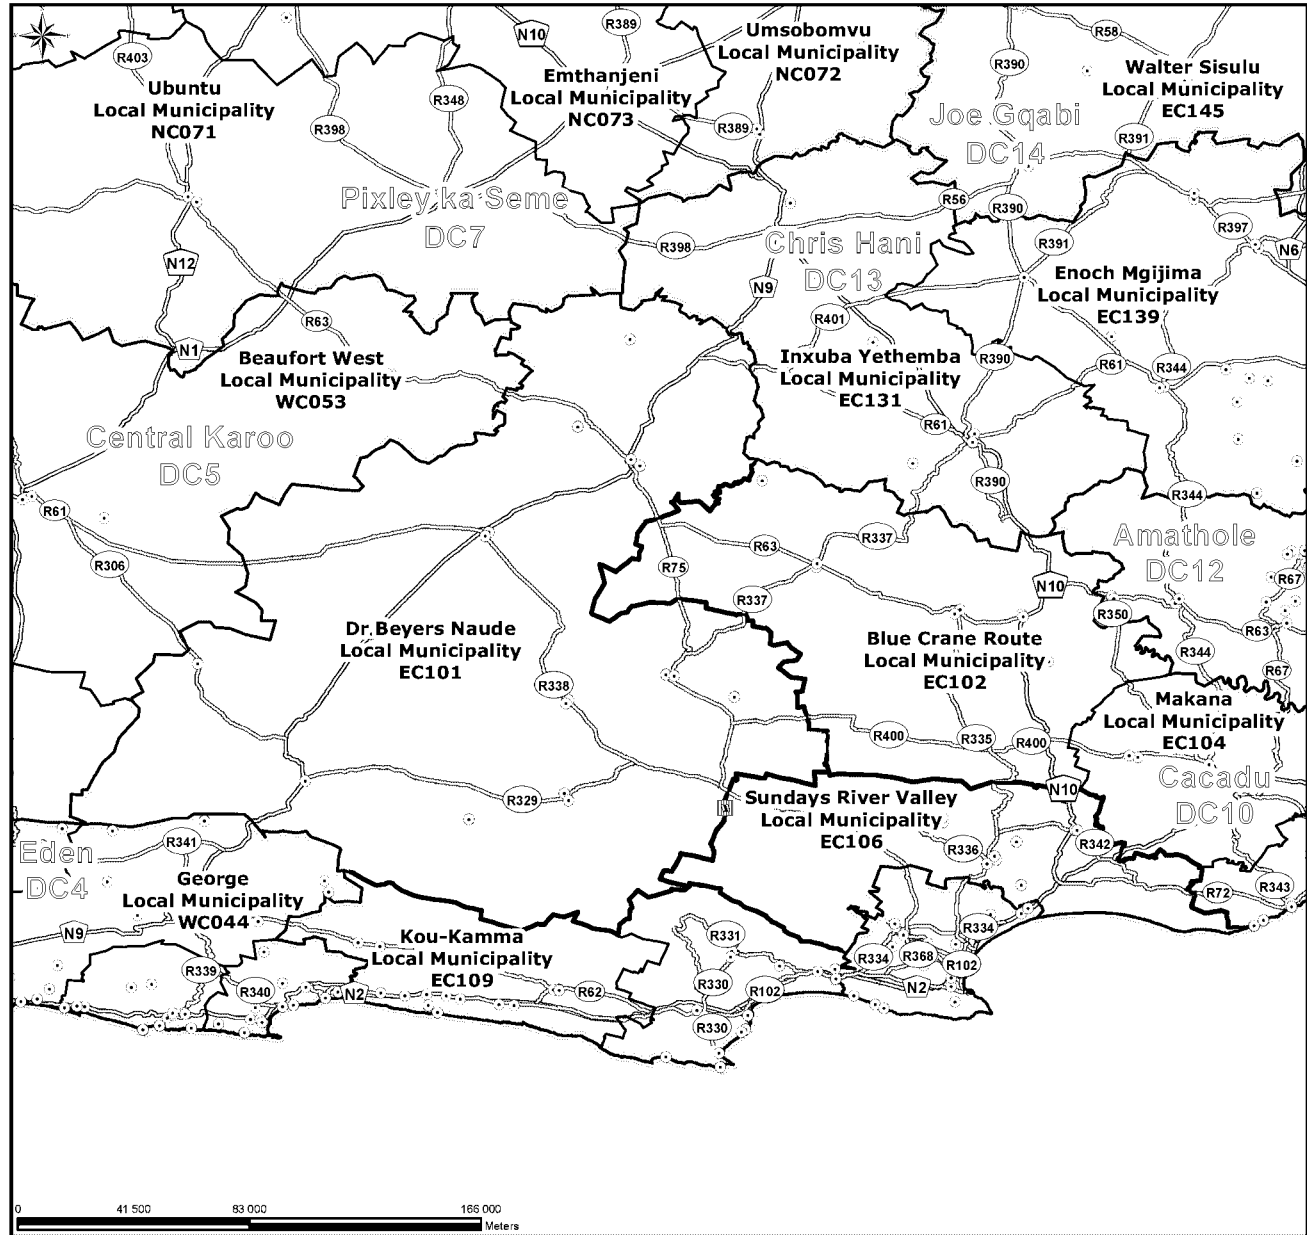 R389
N10
R403
Umsobomvu
Local Municipality
NC072
R58
R390
Walter Sisulu
Local Municipality
EC145
Ubuntu
Local Municipality
NC071
R348
Emthanjeni
Local Municipality
NC073
R398
R389
Joe Gqabi
DC14
R391
Pixley ka Seme
DC7
R56
R390
R397
N6
R398
Chris Hani
DC13
R391
N12
N9
Enoch Mgijima
Local Municipality
EC139
R63
R401
N1
Beaufort West
Local Municipality
WC053
Inxuba Yethemba
Local Municipality
EC131
R390
R61
R344
R61
Central Karoo
DC5
R390
R344
R61
R306
R63
R337
Amathole
DC12
R75
N10
R67
R337
R350
R63
Dr.Beyers Naude
Local Municipality
EC101
Blue Crane Route
Local Municipality
EC102
R344
R67
R338
Makana
Local Municipality
EC104
R400
R335
R400
Cacadu
DC10
R329
Sundays River Valley
Local Municipality
EC106
N10
R341
R336
R342
Eden
DC4
George
Local Municipality
WC044
R72
R343
N9
Kou-Kamma
Local Municipality
EC109
R331
R334
R334
R368
R102
R339
R340
N2
R62
R330
R102
N2
R330
0 41 500 83 000 166 000
Meters